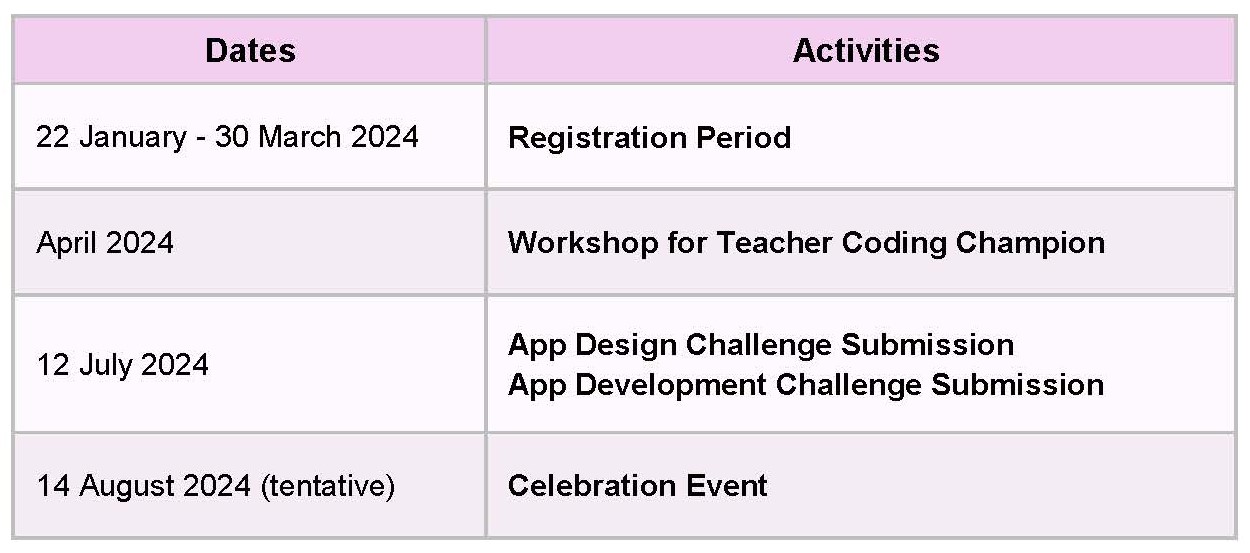 Dates Activities
22 January - 30 March 2024 Registration Period
April 2024 Workshop for Teacher Coding Champion
12 July 2024 App Design Challenge Submission
App Development Challenge Submission
14 August 2024 (tentative) Celebration Event